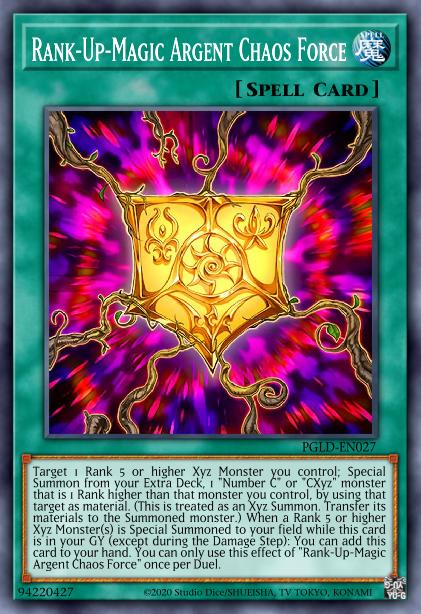 Rank-Up-Magic Argent Chaos Force
SPELL
魔
[Spell Card]
PGLD-EN027
Target 1 Rank 5 or higher Xyz Monster you control; Special
Summon from your Extra Deck, 1 "Number C" or "CXyz" monster
that is 1 Rank higher than that monster you control, by using that
target as material. (This is treated as an Xyz Summon. Transfer its
materials to the Summoned monster.) When a Rank 5 or higher
Xyz Monster(s) is Special Summoned to your field while this card
is in your GY (except during the Damage Step): You can add this
card to your hand. You can only use this effect of "Rank-Up-Magic
Argent Chaos Force" once per Duel.
94220427
©2020 Studio Dice/SHUEISHA, TV TOKYO, KONAMI